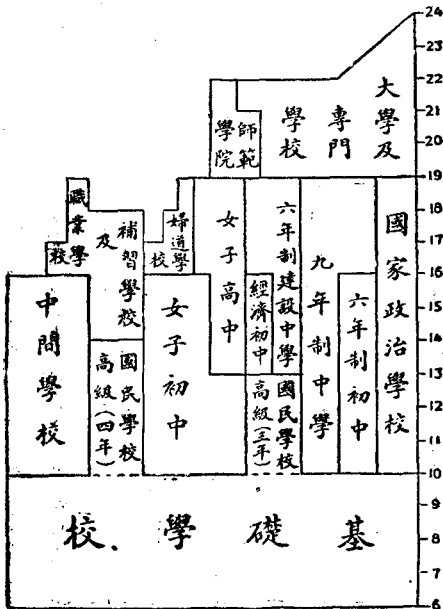 大學及
專門
學校
師範
學院
國家政治學校
九年制中學
六年制初中
六年制建設中學
經濟初中
國民學校
高級(三年)
女子高中
婦道學
校
女子初中
補習學校
及
職業學
校
國民學校
高級(四年)
中間學校
基礎學校
24
23
22
21
20
19
18
17
16
15
14
13
12
11
10
9
8
7
6